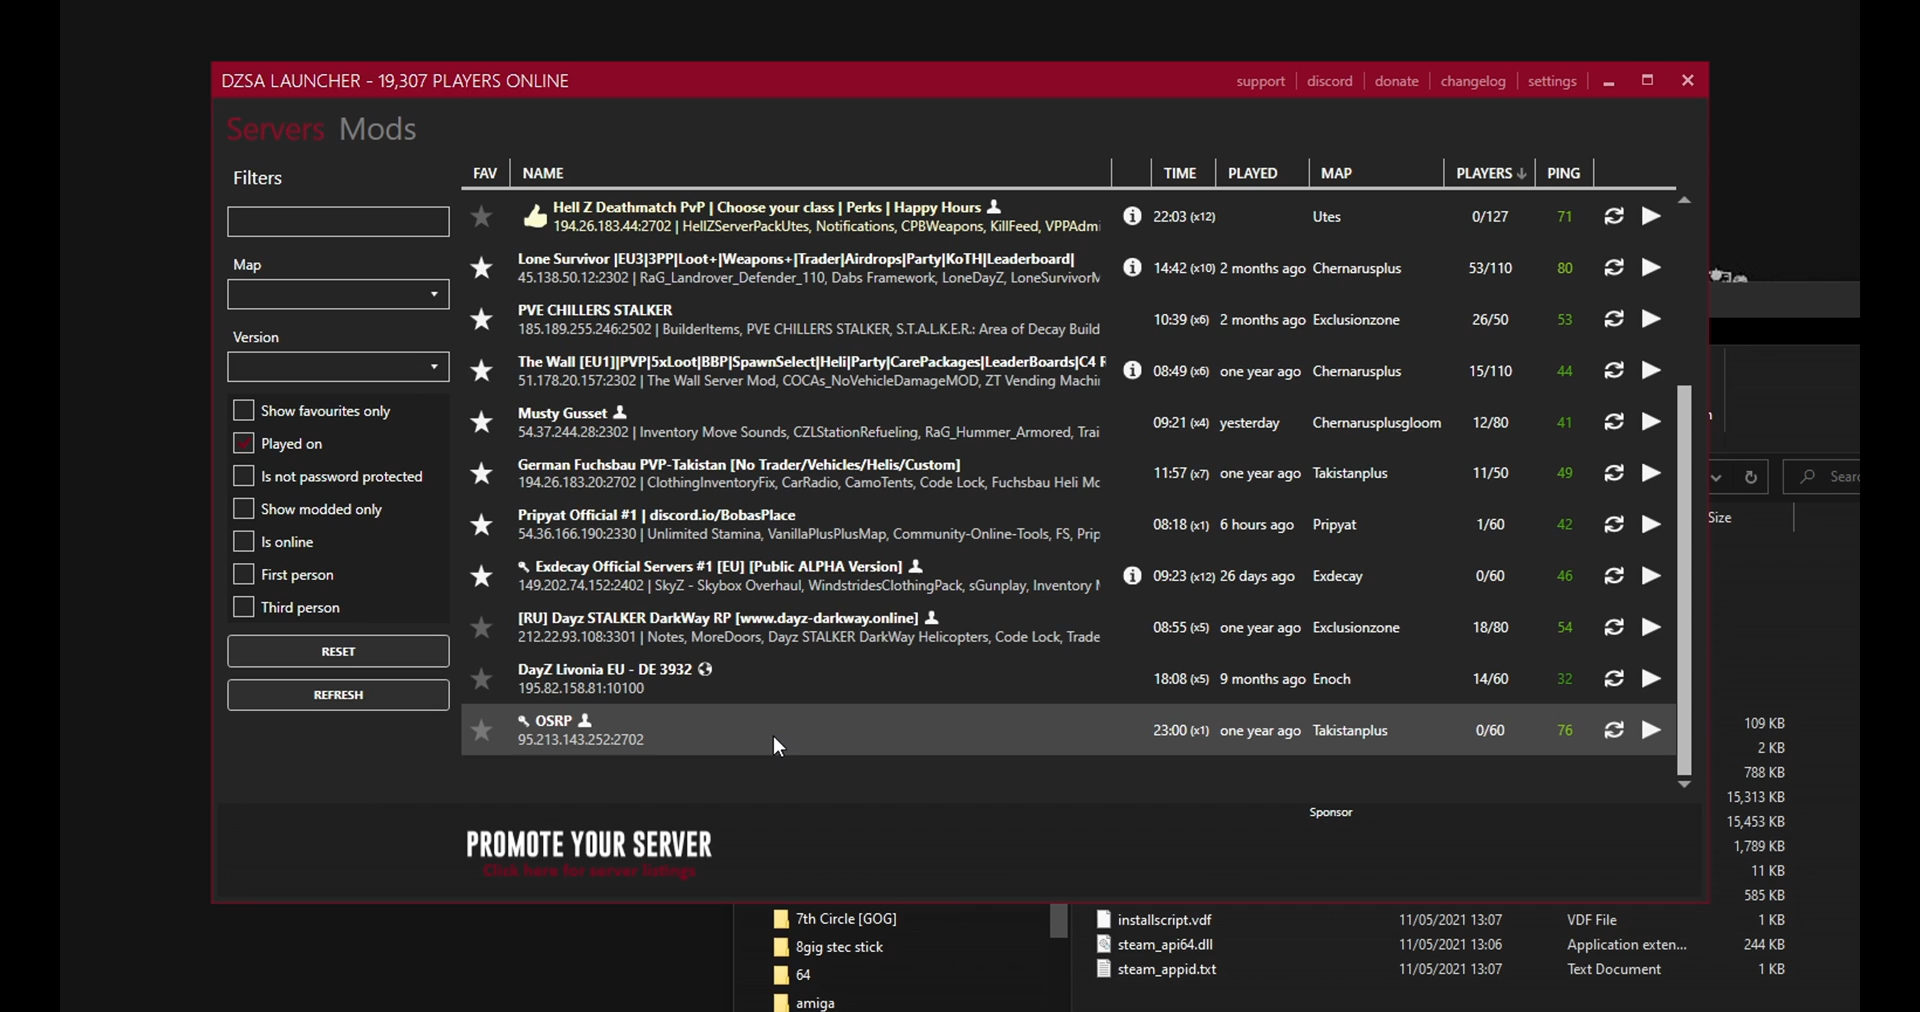 DZSA LAUNCHER - 19,307 PLAYERS ONLINE
support discord donate changelog settings
Servers Mods
Filters
Map
Version
Show favourites only
Played on
Is not password protected
Show modded only
Is online
First person
Third person
RESET
REFRESH
FAV NAME TIME PLAYED MAP PLAYERS PING
Hell Z Deathmatch PvP | Choose your class | Perks | Happy Hours
194.26.183.44:2702 | HellZServerPackUtes, Notifications, CPBWeapons, KillFeed, VPPAdmi
22:03 (x12) Utes 0/127 71
Lone Survivor |EU3|3PP|Loot+|Weapons+|Trader|Airdrops|Party|KoTH|Leaderboard|
45.138.50.12:2302 | RaG_Landrover_Defender_110, Dabs Framework, LoneDayZ, LoneSurvivorM
14:42 (x10) 2 months ago Chernarusplus 53/110 80
PVE CHILLERS STALKER
185.189.255.246:2502 | BuilderItems, PVE CHILLERS STALKER, S.T.A.L.K.E.R.: Area of Decay Build
10:39 (x6) 2 months ago Exclusionzone 26/50 53
The Wall [EU1]|PVP|5xLoot|BBP|SpawnSelect|Heli|Party|CarePackages|LeaderBoards|C4 R
51.178.20.157:2302 | The Wall Server Mod, COCAs_NoVehicleDamageMOD, ZT Vending Machi
08:49 (x6) one year ago Chernarusplus 15/110 44
Musty Gusset
54.37.244.28:2302 | Inventory Move Sounds, CZLStationRefueling, RaG_Hummer_Armored, Trai
09:21 (x4) yesterday Chernarusplusgloom 12/80 41
German Fuchsbau PVP-Takistan [No Trader/Vehicles/Helis/Custom]
194.26.183.20:2702 | ClothingInventoryFix, CarRadio, CamoTents, Code Lock, Fuchsbau Heli Mc
11:57 (x7) one year ago Takistanplus 11/50 49
Pripyat Official #1 | discord.io/BobasPlace
54.36.166.190:2330 | Unlimited Stamina, VanillaPlusPlusMap, Community-Online-Tools, FS, Prip
08:18 (x1) 6 hours ago Pripyat 1/60 42
Exdecay Official Servers #1 [EU] [Public ALPHA Version]
149.202.74.152:2402 | SkyZ - Skybox Overhaul, WindstridesClothingPack, sGunplay, Inventory
09:23 (x12) 26 days ago Exdecay 0/60 46
[RU] Dayz STALKER DarkWay RP [www.dayz-darkway.online]
212.22.93.108:3301 | Notes, MoreDoors, Dayz STALKER DarkWay Helicopters, Code Lock, Trade
08:55 (x5) one year ago Exclusionzone 18/80 54
DayZ Livonia EU - DE 3932
195.82.158.81:10100
18:08 (x5) 9 months ago Enoch 14/60 32
OSRP
95.213.143.252:2702
23:00 (x1) one year ago Takistanplus 0/60 76
Sponsor
PROMOTE YOUR SERVER
Click here for server listings
Searc
Size
109 KB
2 KB
788 KB
15,313 KB
15,453 KB
1,789 KB
11 KB
585 KB
7th Circle [GOG]
8gig stec stick
64
amiga
installscript.vdf 11/05/2021 13:07 VDF File 1 KB
steam_api64.dll 11/05/2021 13:06 Application exten... 244 KB
steam_appid.txt 11/05/2021 13:07 Text Document 1 KB